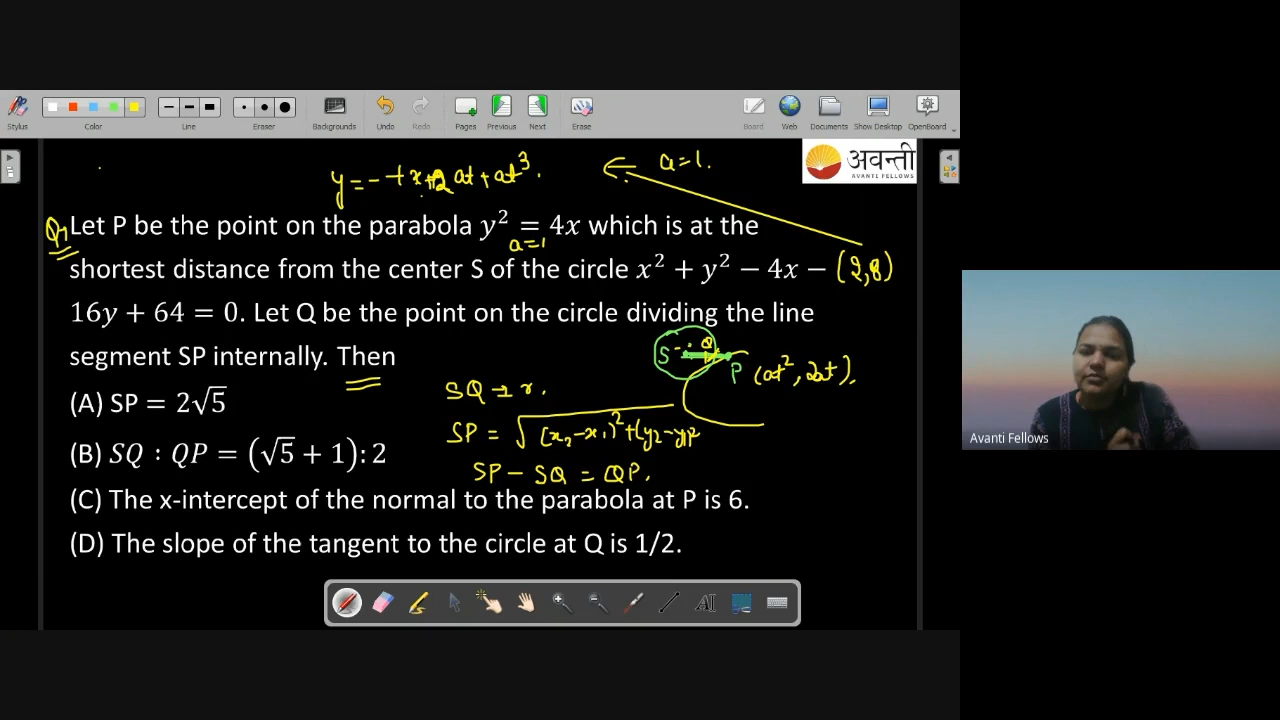 Stylus
Color
Line
Eraser
Backgrounds
Undo
Redo
Pages
Previous
Next
Erase
Board
Web
Documents
Show Desktop
OpenBoard
अवन्ती
AVANTI FELLOWS
y = -tx+2at+at³.
a=1.
Q, Let P be the point on the parabola y² = 4x which is at the
a=1
shortest distance from the center S of the circle x² + y² − 4x − (2,8)
16y + 64 = 0. Let Q be the point on the circle dividing the line
segment SP internally. Then
S Q P (at², 2at).
(A) SP = 2√5
SQ → r.
SP = √(x₂-x₁)²+(y₂-y₁)²
(B) SQ : QP = (√5 + 1): 2
SP - SQ = QP.
(C) The x-intercept of the normal to the parabola at P is 6.
(D) The slope of the tangent to the circle at Q is 1/2.
Avanti Fellows